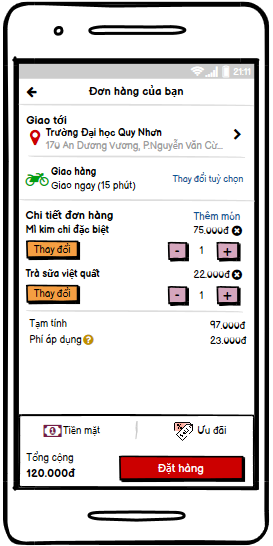 21:11
Đơn hàng của bạn
Giao tới
Trường Đại học Quy Nhơn
170 An Dương Vương, P.Nguyễn Văn Cừ...
Giao hàng
Giao ngay (15 phút)
Thay đổi tuỳ chọn
Chi tiết đơn hàng
Thêm món
Mì kim chi đặc biệt
75.000đ
Thay đổi
- 1 +
Trà sữa việt quất
22.000đ
Thay đổi
- 1 +
Tạm tính
97.000đ
Phí áp dụng ?
23.000đ
Tiền mặt
Ưu đãi
Tổng cộng
120.000đ
Đặt hàng